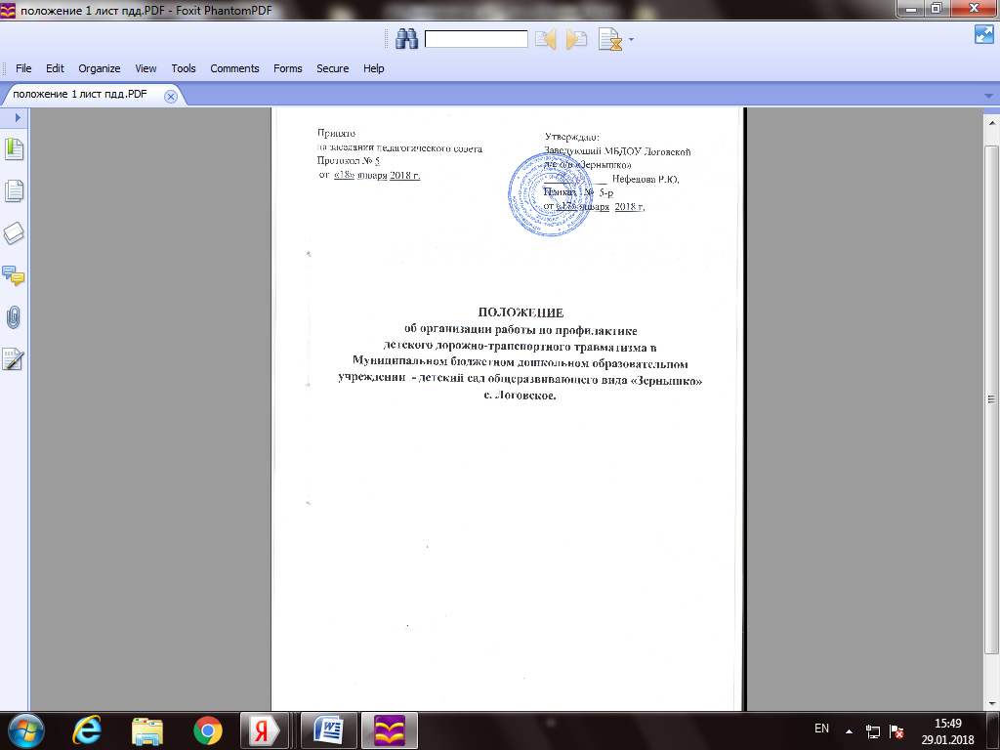 положение 1 лист пдд.PDF - Foxit PhantomPDF
File Edit Organize View Tools Comments Forms Secure Help
положение 1 лист пдд.PDF
Принято
на заседании педагогического совета
Протокол № 5
от «18» января 2018 г.
Утверждаю:
Заведующий МБДОУ Логовской
д/с о/в «Зернышко»
Нефедова Р.Ю.
Приказ № 5-р
от «17» января 2018 г.
ПОЛОЖЕНИЕ
об организации работы по профилактике
детского дорожно-транспортного травматизма в
Муниципальном бюджетном дошкольном образовательном
учреждении - детский сад общеразвивающего вида «Зернышко»
с. Логовское.
EN
15:49
29.01.2018